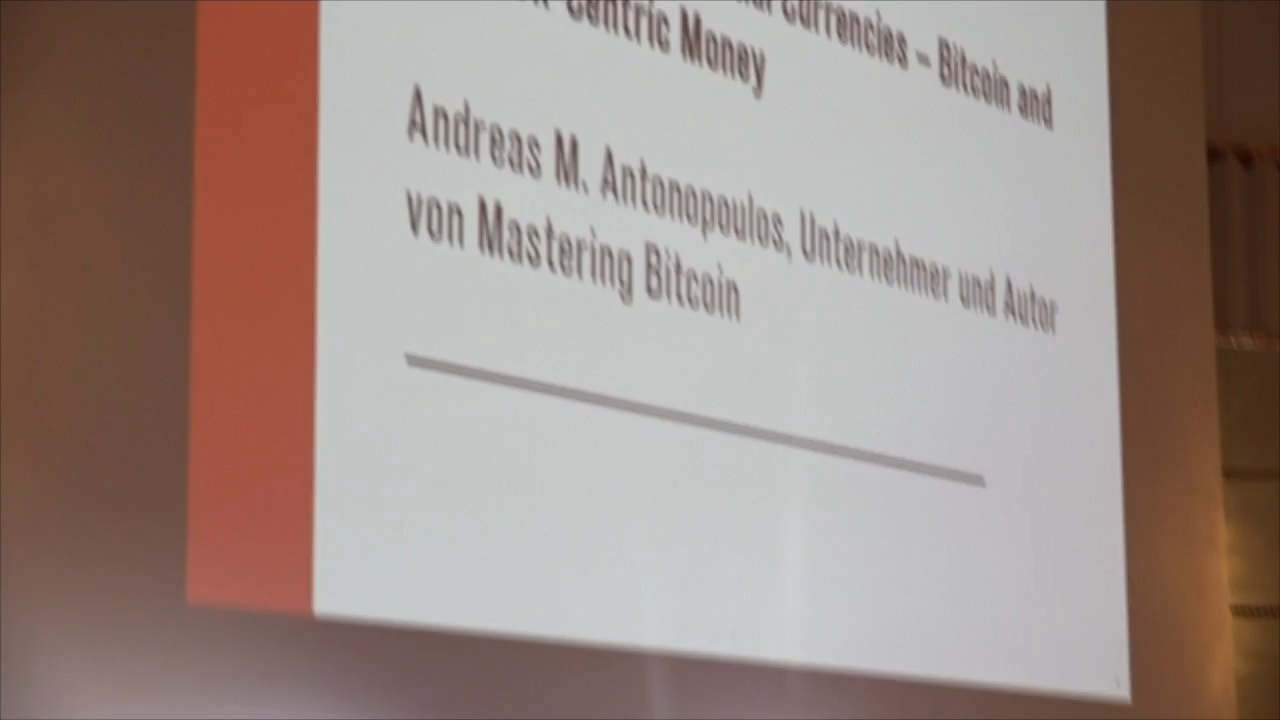 Currencies – Bitcoin and
Centric Money
Andreas M. Antonopoulos, Unternehmer und Autor
von Mastering Bitcoin